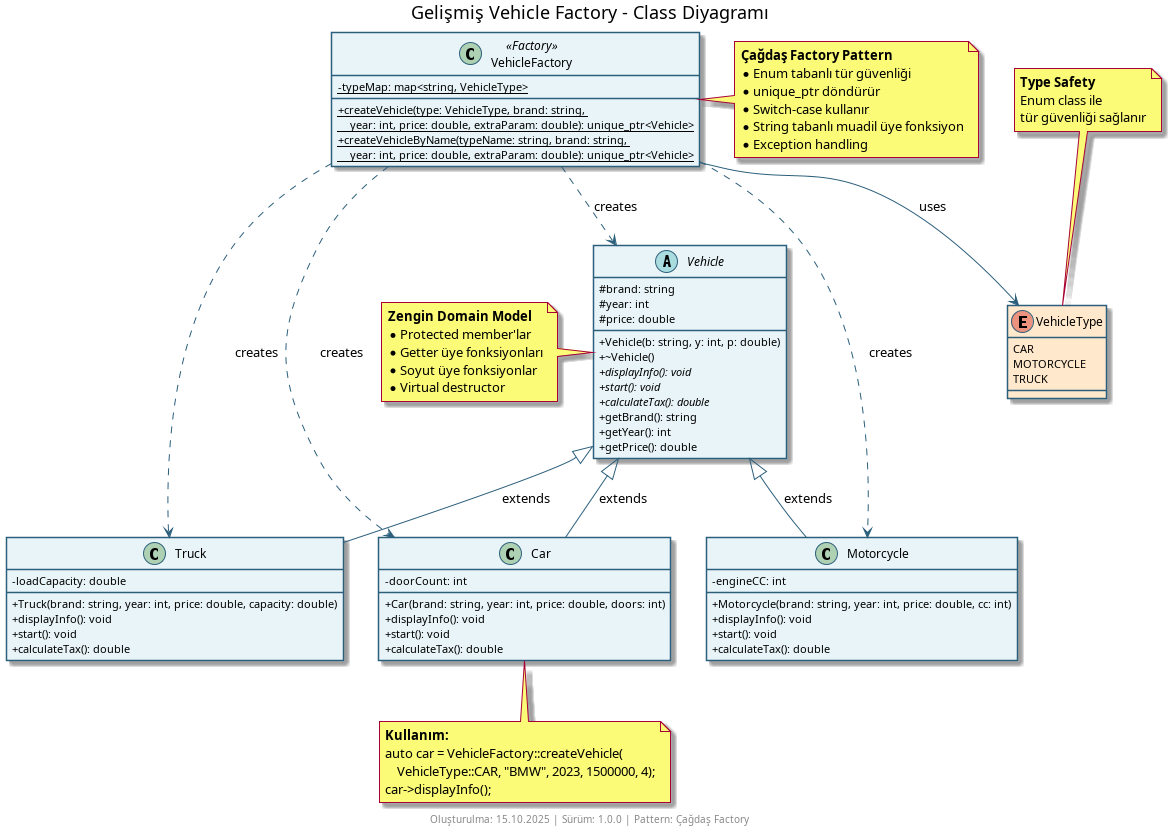 Gelişmiş Vehicle Factory - Class Diyagramı
C
«Factory»
VehicleFactory
-typeMap: map<string, VehicleType>
+createVehicle(type: VehicleType, brand: string,
year: int, price: double, extraParam: double): unique_ptr<Vehicle>
+createVehicleByName(typeName: string, brand: string,
year: int, price: double, extraParam: double): unique_ptr<Vehicle>
Çağdaş Factory Pattern
• Enum tabanlı tür güvenliği
• unique_ptr döndürür
• Switch-case kullanır
• String tabanlı muadil üye fonksiyon
• Exception handling
Type Safety
Enum class ile
tür güvenliği sağlanır
creates
uses
A Vehicle
#brand: string
#year: int
#price: double
+Vehicle(b: string, y: int, p: double)
+~Vehicle()
+displayInfo(): void
+start(): void
+calculateTax(): double
+getBrand(): string
+getYear(): int
+getPrice(): double
Zengin Domain Model
• Protected member'lar
• Getter üye fonksiyonları
• Soyut üye fonksiyonlar
• Virtual destructor
E VehicleType
CAR
MOTORCYCLE
TRUCK
creates
creates
creates
extends
extends
extends
C Truck
-loadCapacity: double
+Truck(brand: string, year: int, price: double, capacity: double)
+displayInfo(): void
+start(): void
+calculateTax(): double
C Car
-doorCount: int
+Car(brand: string, year: int, price: double, doors: int)
+displayInfo(): void
+start(): void
+calculateTax(): double
C Motorcycle
-engineCC: int
+Motorcycle(brand: string, year: int, price: double, cc: int)
+displayInfo(): void
+start(): void
+calculateTax(): double
Kullanım:
auto car = VehicleFactory::createVehicle(
VehicleType::CAR, "BMW", 2023, 1500000, 4);
car->displayInfo();
Oluşturulma: 15.10.2025 | Sürüm: 1.0.0 | Pattern: Çağdaş Factory